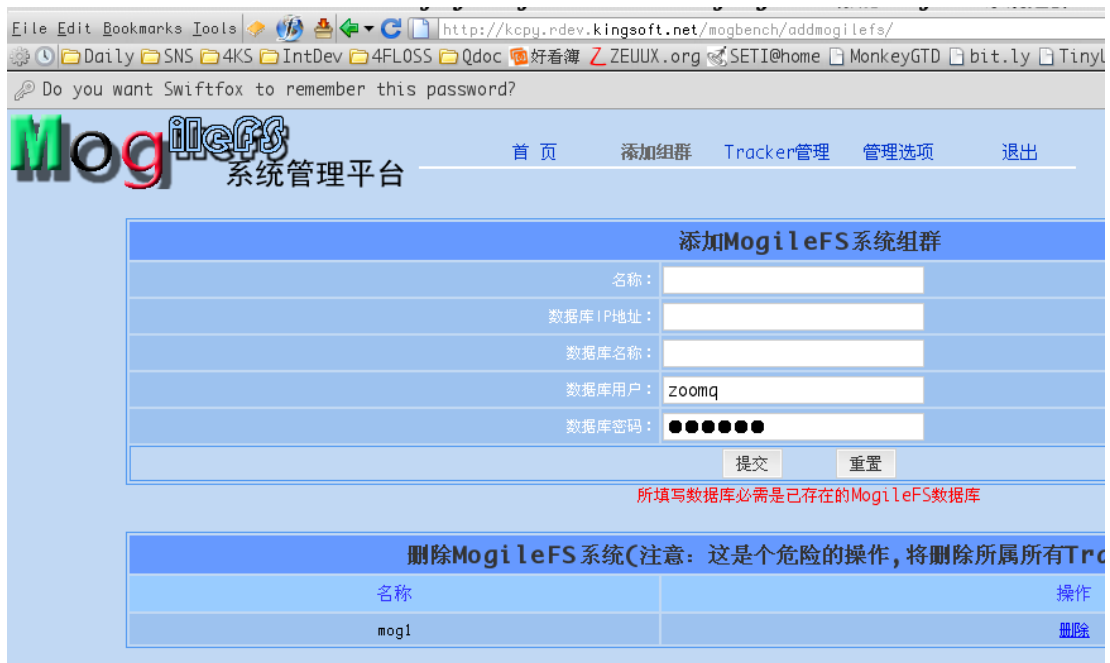 File Edit Bookmarks Tools http://kcpy.rdev.kingsoft.net/mogbench/addmogilefs/
Daily SNS 4KS IntDev 4FLOSS Qdoc 好看簿 ZEUUX.org SETI@home MonkeyGTD bit.ly Tiny
Do you want Swiftfox to remember this password?
MogileFS
系统管理平台
首 页 添加组群 Tracker管理 管理选项 退出
添加MogileFS系统组群
名称：
数据库IP地址：
数据库名称：
数据库用户： zoomq
数据库密码： ●●●●●●
提交 重置
所填写数据库必需是已存在的MogileFS数据库
删除MogileFS系统(注意: 这是个危险的操作,将删除所属所有Tra
名称 操作
mog1 删除